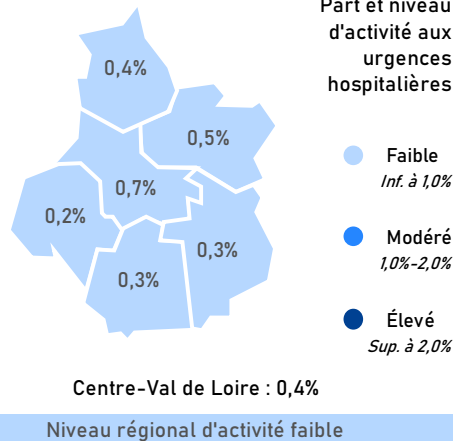 Part et niveau
d'activité aux
urgences
hospitalières
0,4%
0,5%
0,7%
0,2%
0,3%
0,3%
Faible
Inf. à 1,0%
Modéré
1,0%-2,0%
Élevé
Sup. à 2,0%
Centre-Val de Loire : 0,4%
Niveau régional d'activité faible